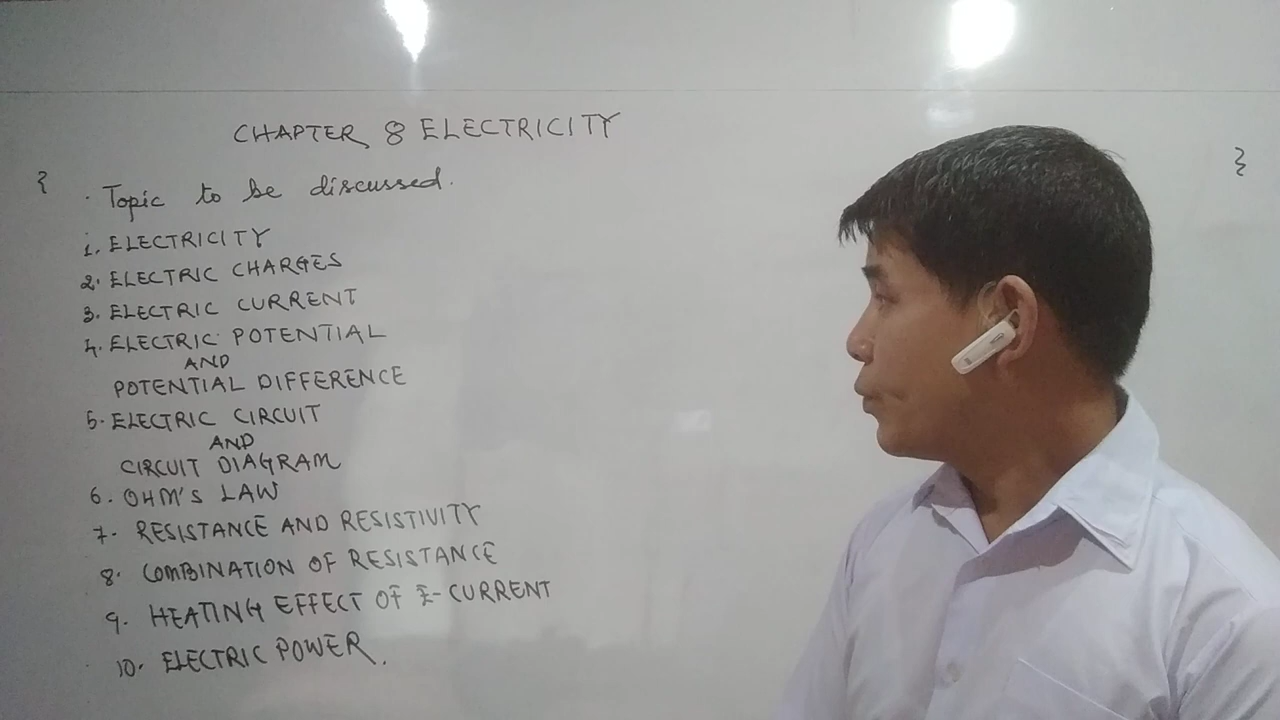 CHAPTER 8 ELECTRICITY
{ }
· Topic to be discussed.
1. ELECTRICITY
2. ELECTRIC CHARGES
3. ELECTRIC CURRENT
4. ELECTRIC POTENTIAL
AND
POTENTIAL DIFFERENCE
5. ELECTRIC CIRCUIT
AND
CIRCUIT DIAGRAM
6. OHM'S LAW
7. RESISTANCE AND RESISTIVITY
8. COMBINATION OF RESISTANCE
9. HEATING EFFECT OF E-CURRENT
10. ELECTRIC POWER.